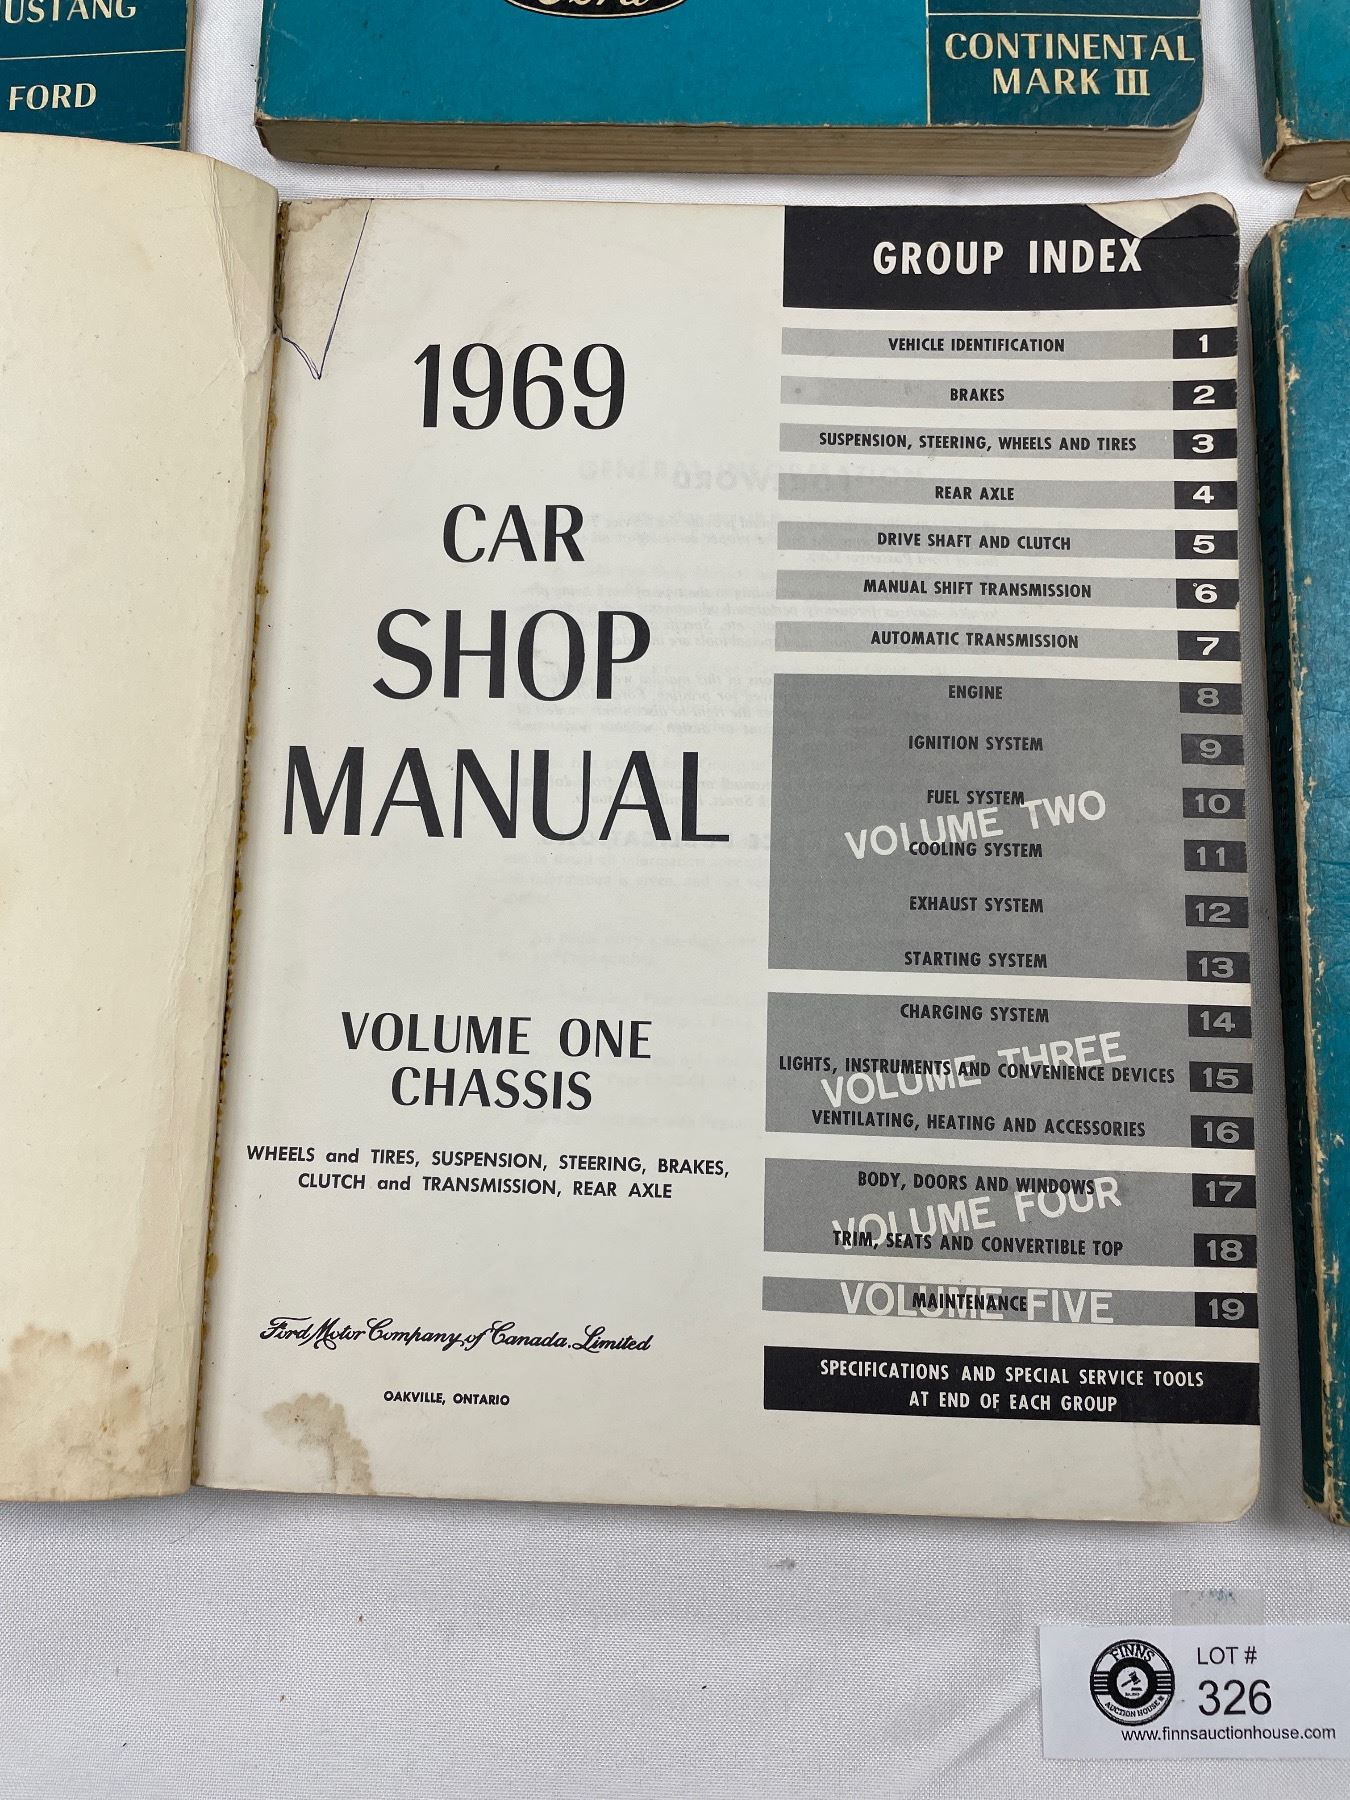 MUSTANG
FORD
Ford
CONTINENTAL
MARK III
1969
CAR
SHOP
MANUAL
VOLUME ONE
CHASSIS
WHEELS and TIRES, SUSPENSION, STEERING, BRAKES,
CLUTCH and TRANSMISSION, REAR AXLE
Ford Motor Company of Canada, Limited
OAKVILLE, ONTARIO
GROUP INDEX
VEHICLE IDENTIFICATION 1
BRAKES 2
SUSPENSION, STEERING, WHEELS AND TIRES 3
REAR AXLE 4
DRIVE SHAFT AND CLUTCH 5
MANUAL SHIFT TRANSMISSION 6
AUTOMATIC TRANSMISSION 7
ENGINE 8
IGNITION SYSTEM 9
FUEL SYSTEM 10
VOLUME TWO
COOLING SYSTEM 11
EXHAUST SYSTEM 12
STARTING SYSTEM 13
CHARGING SYSTEM 14
LIGHTS, INSTRUMENTS AND CONVENIENCE DEVICES 15
VOLUME THREE
VENTILATING, HEATING AND ACCESSORIES 16
BODY, DOORS AND WINDOWS 17
VOLUME FOUR
TRIM, SEATS AND CONVERTIBLE TOP 18
MAINTENANCE 19
VOLUME FIVE
SPECIFICATIONS AND SPECIAL SERVICE TOOLS
AT END OF EACH GROUP
FINNS
AUCTION HOUSE
LOT #
326
www.finnsauctionhouse.com